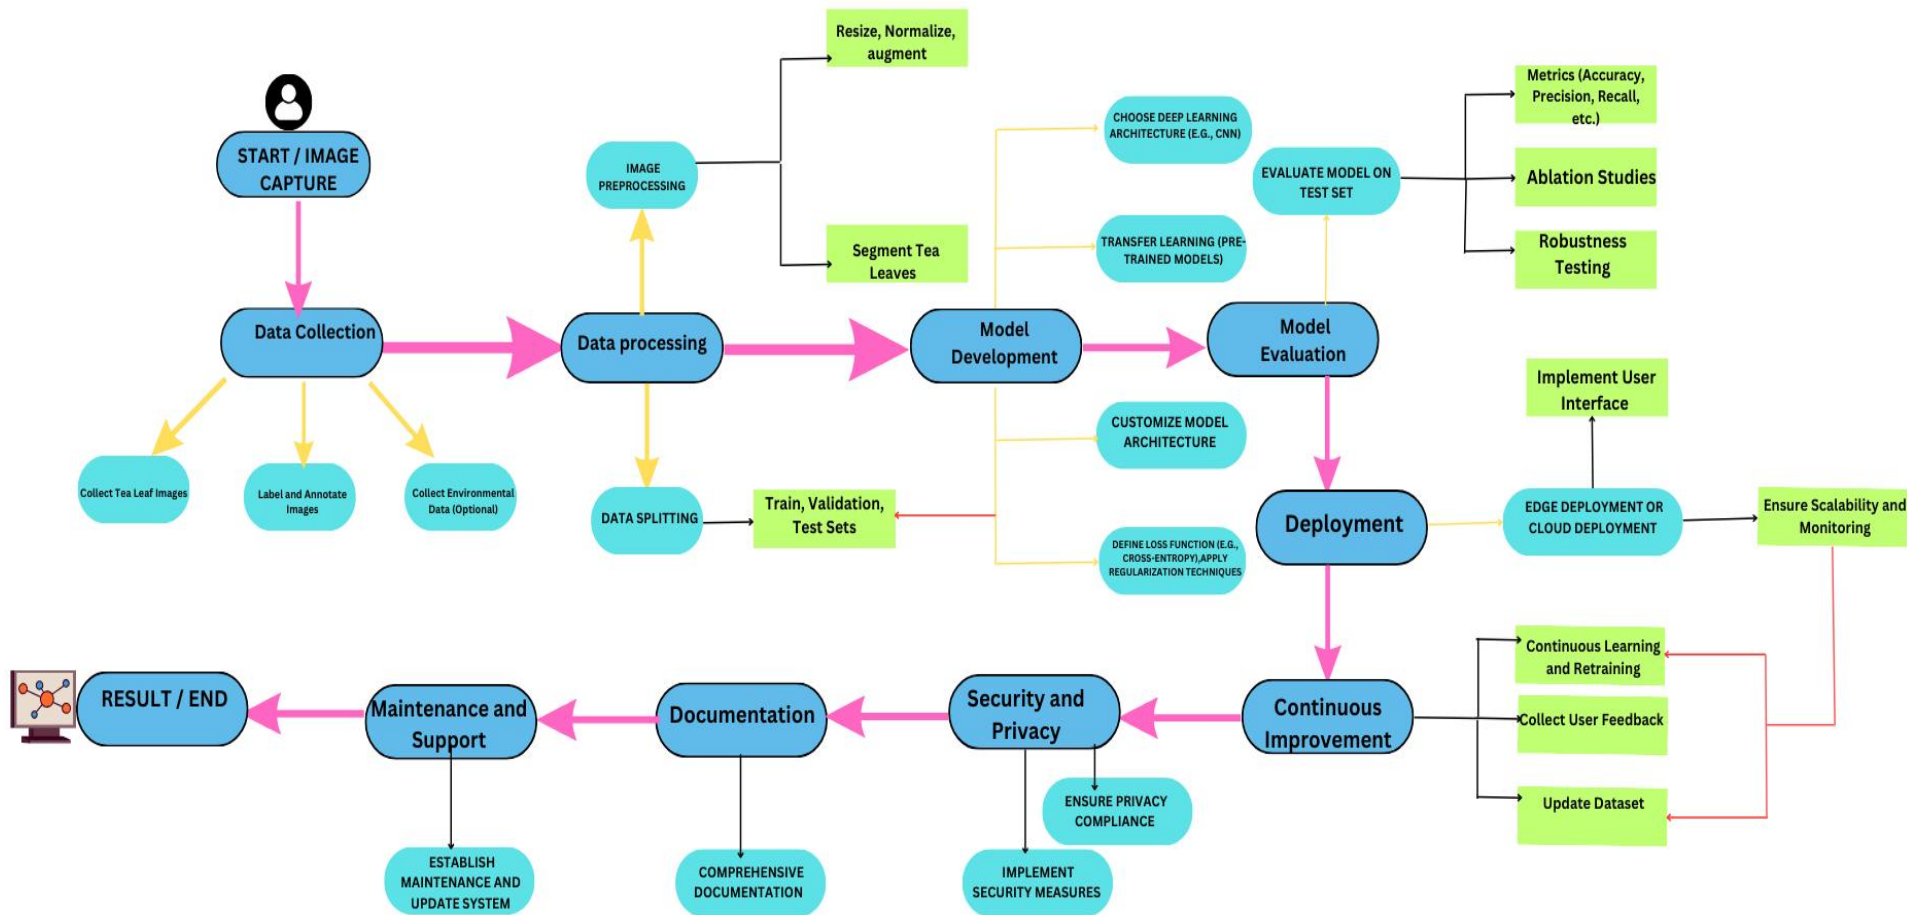 START / IMAGE
CAPTURE
Data Collection
Collect Tea Leaf Images
Label and Annotate
Images
Collect Environmental
Data (Optional)
Data processing
IMAGE
PREPROCESSING
Resize, Normalize,
augment
Segment Tea
Leaves
DATA SPLITTING
Train, Validation,
Test Sets
Model
Development
CHOOSE DEEP LEARNING
ARCHITECTURE (E.G., CNN)
TRANSFER LEARNING (PRE-
TRAINED MODELS)
CUSTOMIZE MODEL
ARCHITECTURE
DEFINE LOSS FUNCTION (E.G.,
CROSS-ENTROPY),APPLY
REGULARIZATION TECHNIQUES
Model
Evaluation
EVALUATE MODEL ON
TEST SET
Metrics (Accuracy,
Precision, Recall,
etc.)
Ablation Studies
Robustness
Testing
Deployment
EDGE DEPLOYMENT OR
CLOUD DEPLOYMENT
Implement User
Interface
Ensure Scalability and
Monitoring
Continuous
Improvement
Continuous Learning
and Retraining
Collect User Feedback
Update Dataset
Security and
Privacy
ENSURE PRIVACY
COMPLIANCE
IMPLEMENT
SECURITY MEASURES
Documentation
COMPREHENSIVE
DOCUMENTATION
Maintenance and
Support
ESTABLISH
MAINTENANCE AND
UPDATE SYSTEM
RESULT / END